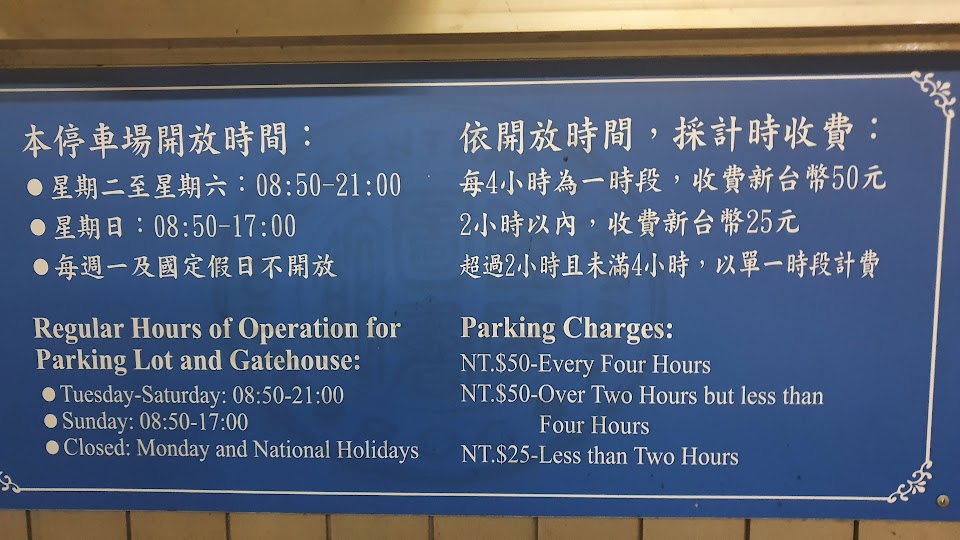 本停車場開放時間：
●星期二至星期六：08:50-21:00
●星期日：08:50-17:00
●每週一及國定假日不開放
依開放時間，採計時收費：
每4小時為一時段，收費新台幣50元
2小時以內，收費新台幣25元
超過2小時且未滿4小時，以單一時段計費
Regular Hours of Operation for
Parking Lot and Gatehouse:
●Tuesday-Saturday: 08:50-21:00
●Sunday: 08:50-17:00
●Closed: Monday and National Holidays
Parking Charges:
NT.$50-Every Four Hours
NT.$50-Over Two Hours but less than
Four Hours
NT.$25-Less than Two Hours